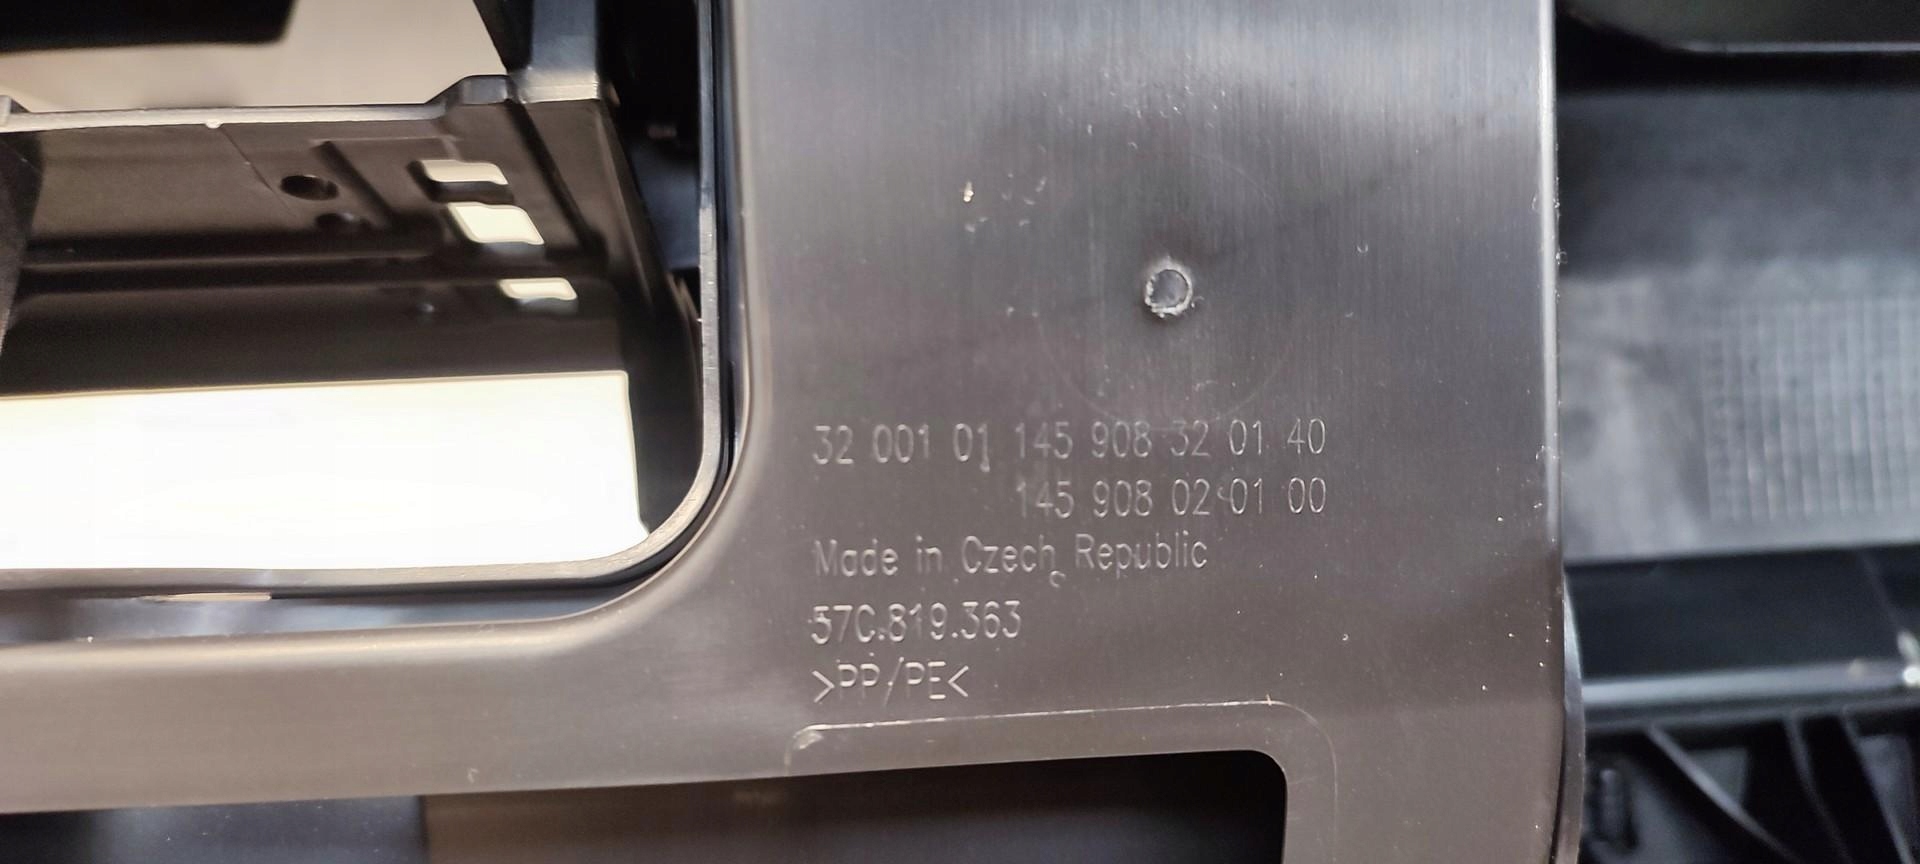 32 001 01 145 908 32 01 40
145 908 02 01 00
Made in Czech Republic
57C.819.363
>PP/PE<